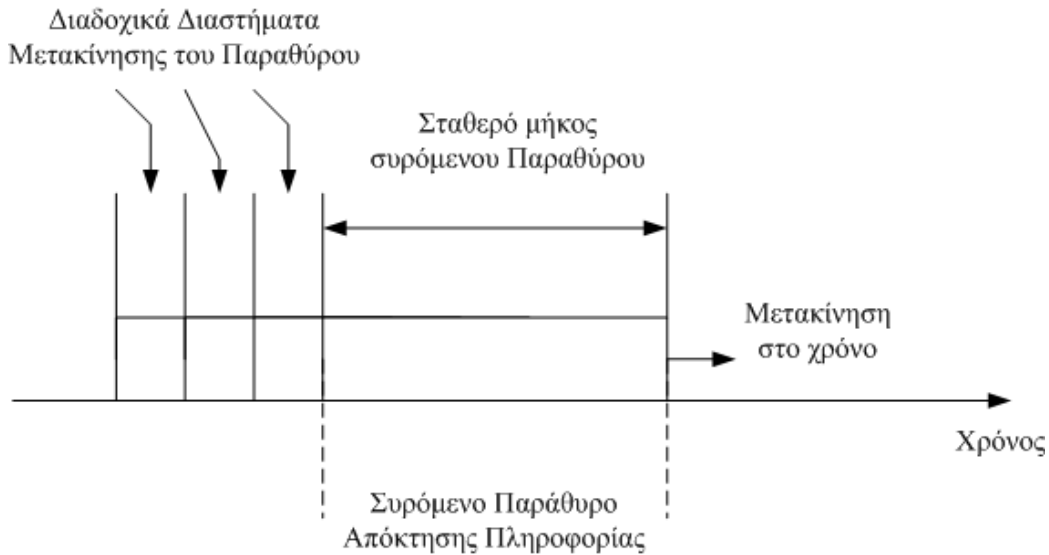 Διαδοχικά Διαστήματα
Μετακίνησης του Παραθύρου
Σταθερό μήκος
συρόμενου Παραθύρου
Μετακίνηση
στο χρόνο
Χρόνος
Συρόμενο Παράθυρο
Απόκτησης Πληροφορίας